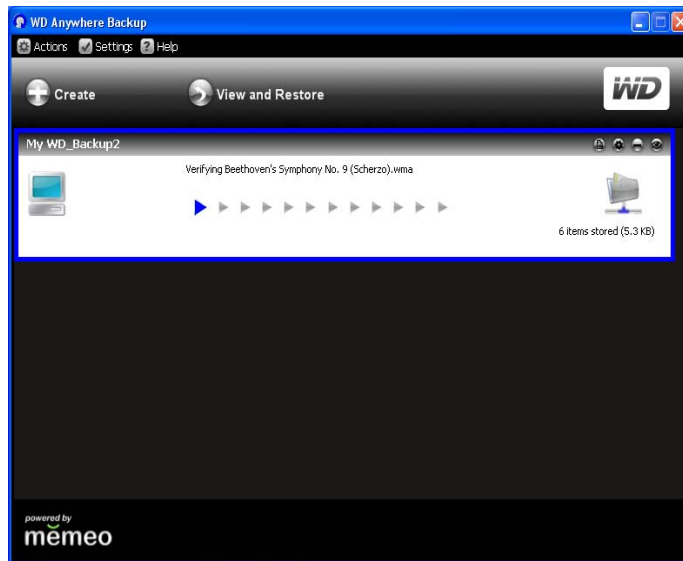 WD Anywhere Backup
Actions Settings Help
Create View and Restore
WD
My WD_Backup2
Verifying Beethoven's Symphony No. 9 (Scherzo).wma
6 items stored (5.3 KB)
powered by
mĕmeo